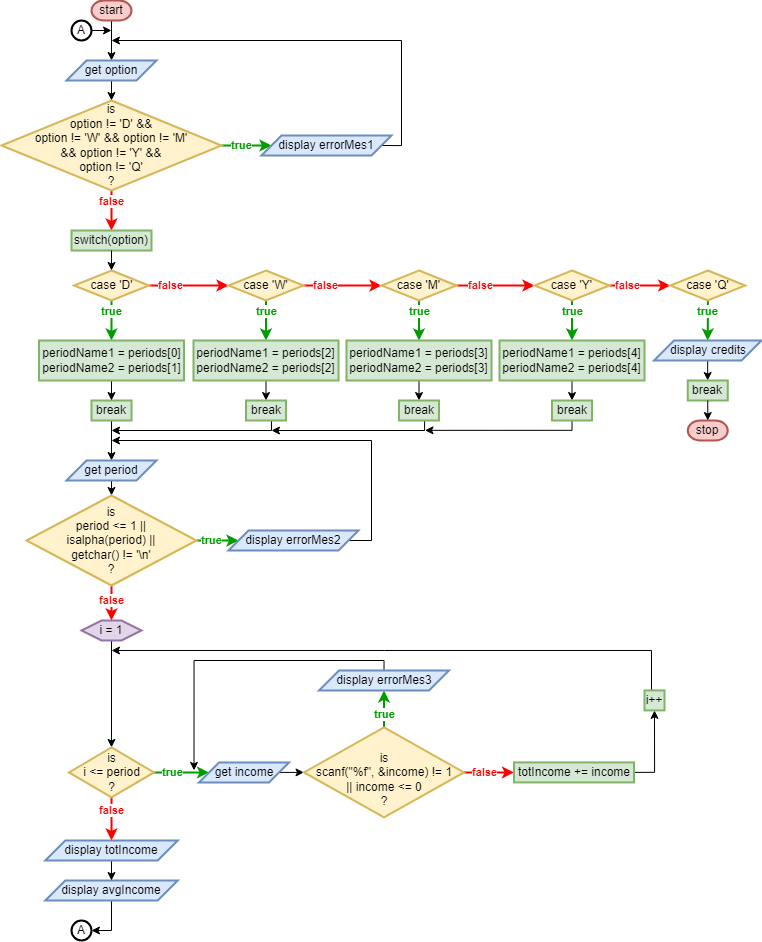 start
A
get option
is
option != 'D' &&
option != 'W' && option != 'M'
&& option != 'Y' &&
option != 'Q'
?
true
display errorMes1
false
switch(option)
case 'D'
false
case 'W'
false
case 'M'
false
case 'Y'
false
case 'Q'
true
true
true
true
true
periodName1 = periods[0]
periodName2 = periods[1]
periodName1 = periods[2]
periodName2 = periods[2]
periodName1 = periods[3]
periodName2 = periods[3]
periodName1 = periods[4]
periodName2 = periods[4]
display credits
break
break
break
break
break
stop
get period
is
period <= 1 ||
isalpha(period) ||
getchar() != '\n'
?
true
display errorMes2
false
i = 1
display errorMes3
true
i++
is
i <= period
?
true
get income
is
scanf("%f", &income) != 1
|| income <= 0
?
false
totIncome += income
false
display totIncome
display avgIncome
A